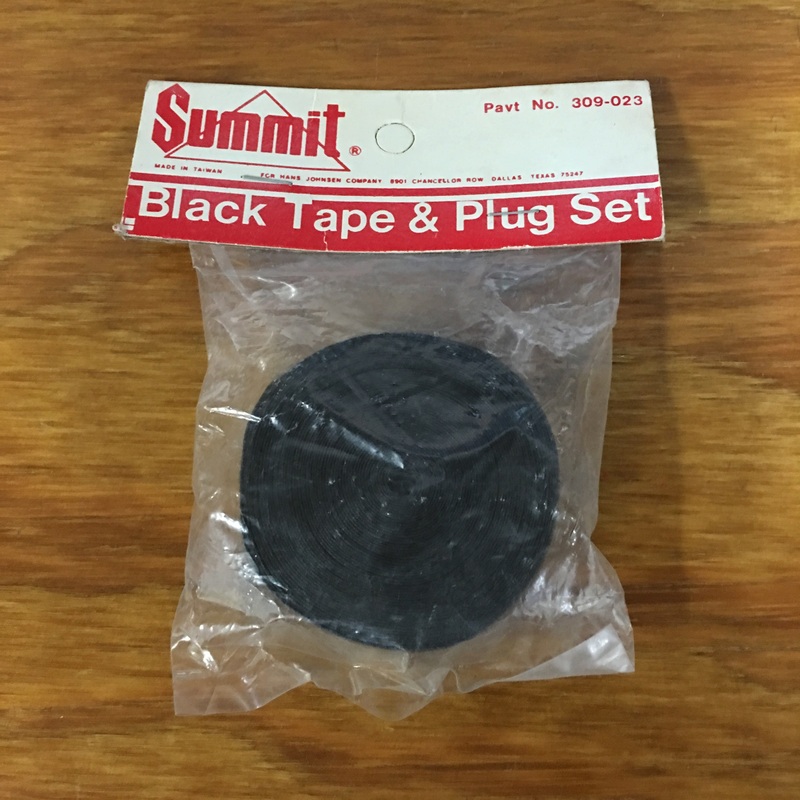 Summit®
Pavt No. 309-023
MADE IN TAIWAN
FOR HANS JOHNSEN COMPANY 8901 CHANCELLOR ROW DALLAS TEXAS 75247
Black Tape & Plug Set